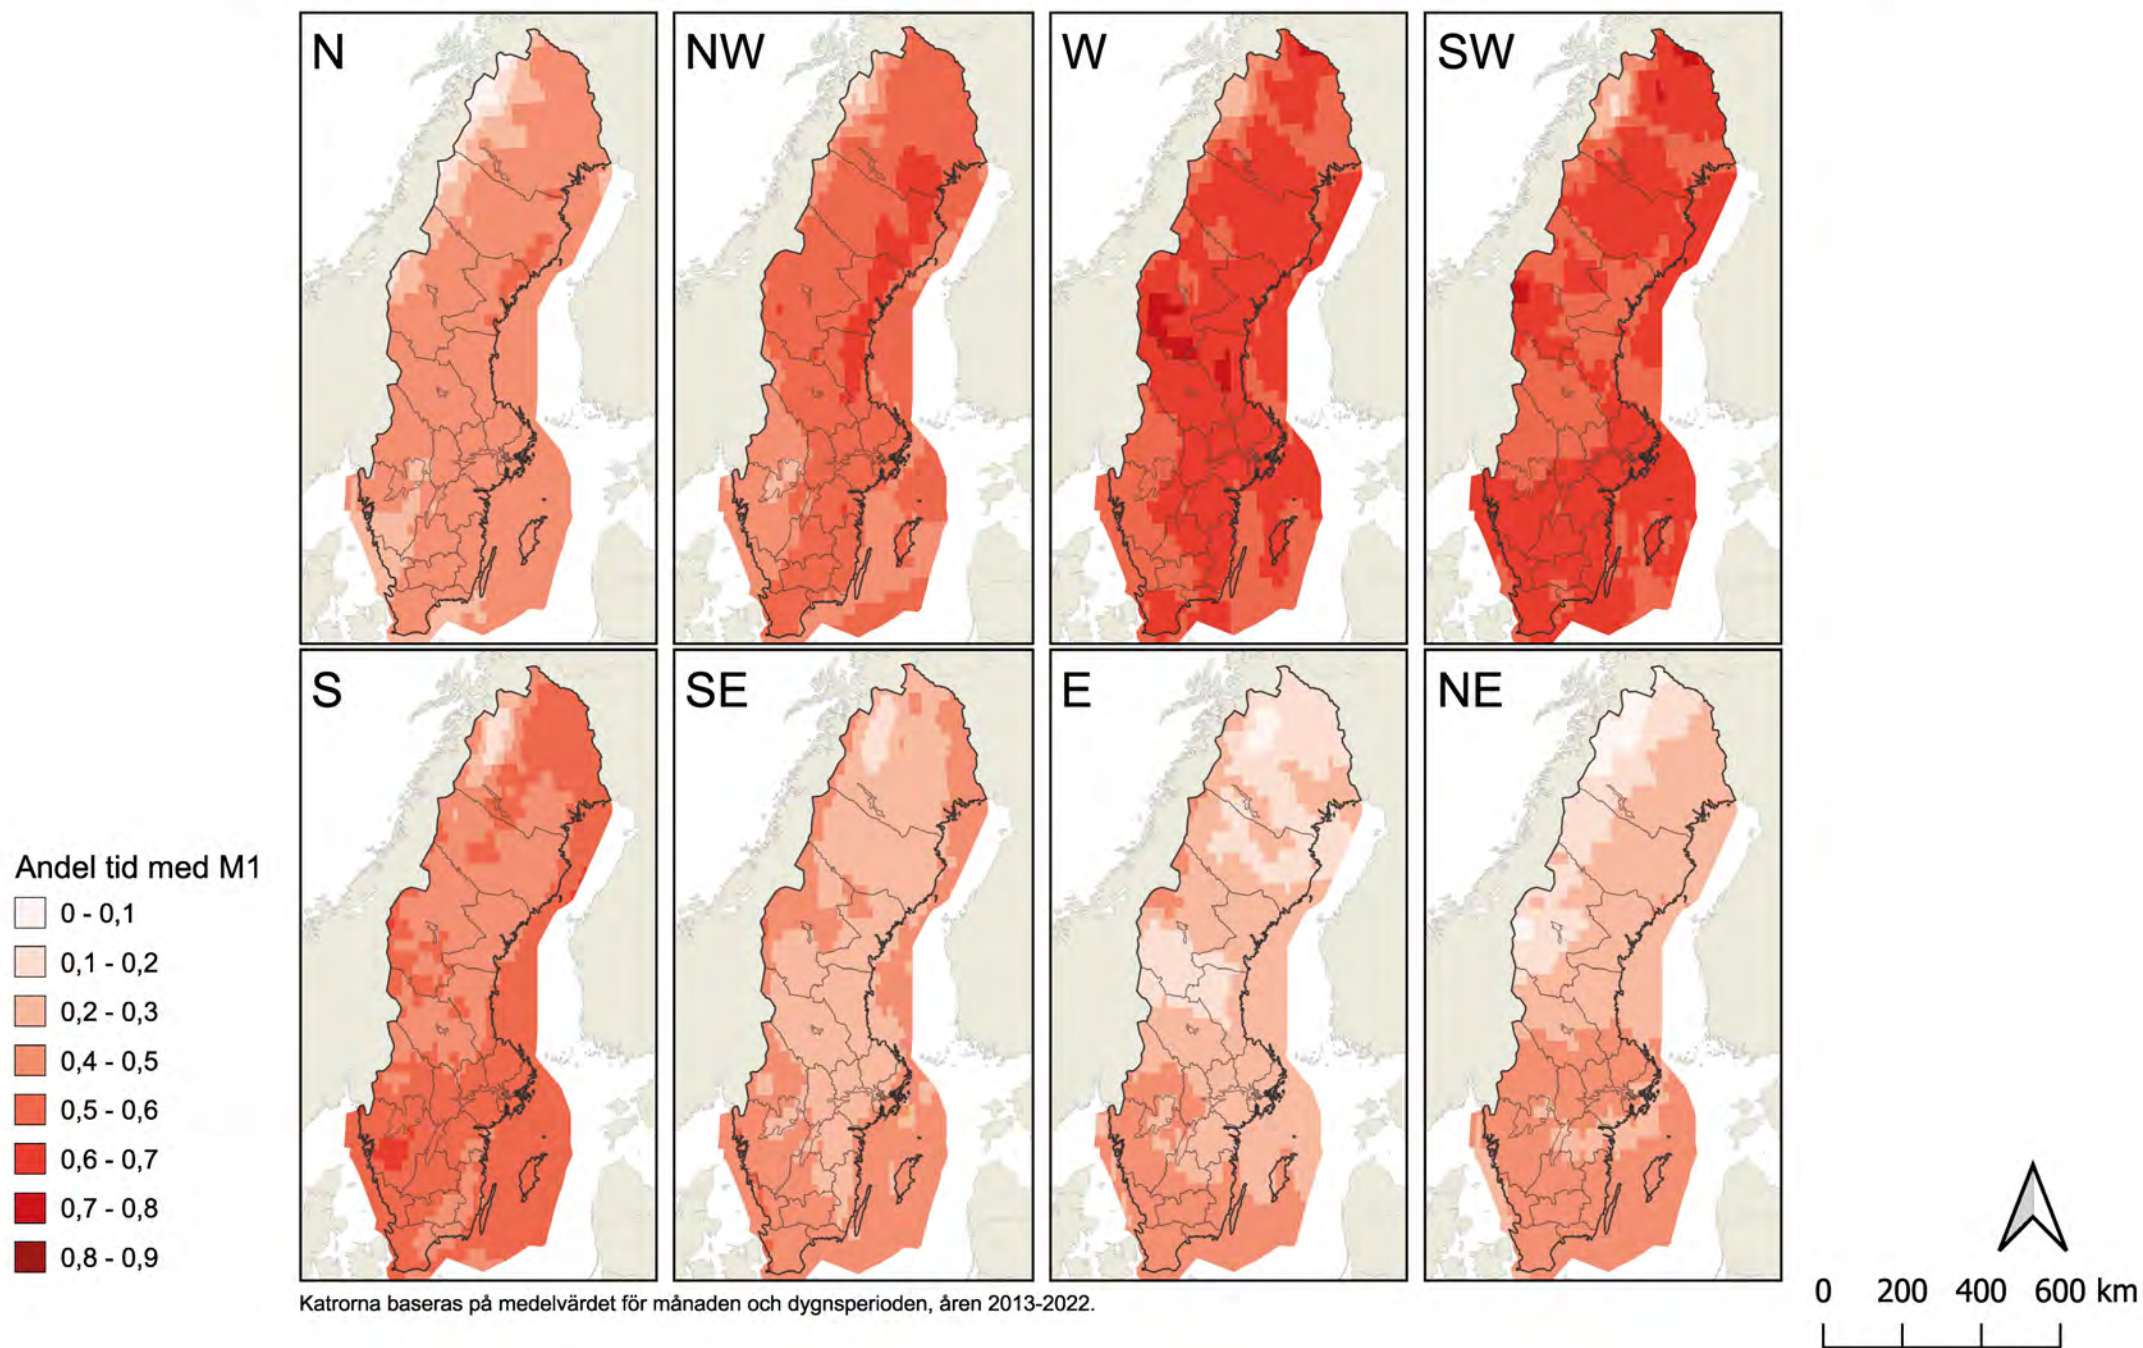 N
NW
W
SW
S
SE
E
NE
Andel tid med M1
0 - 0,1
0,1 - 0,2
0,2 - 0,3
0,4 - 0,5
0,5 - 0,6
0,6 - 0,7
0,7 - 0,8
0,8 - 0,9
Katrorna baseras på medelvärdet för månaden och dygnsperioden, åren 2013-2022.
0 200 400 600 km